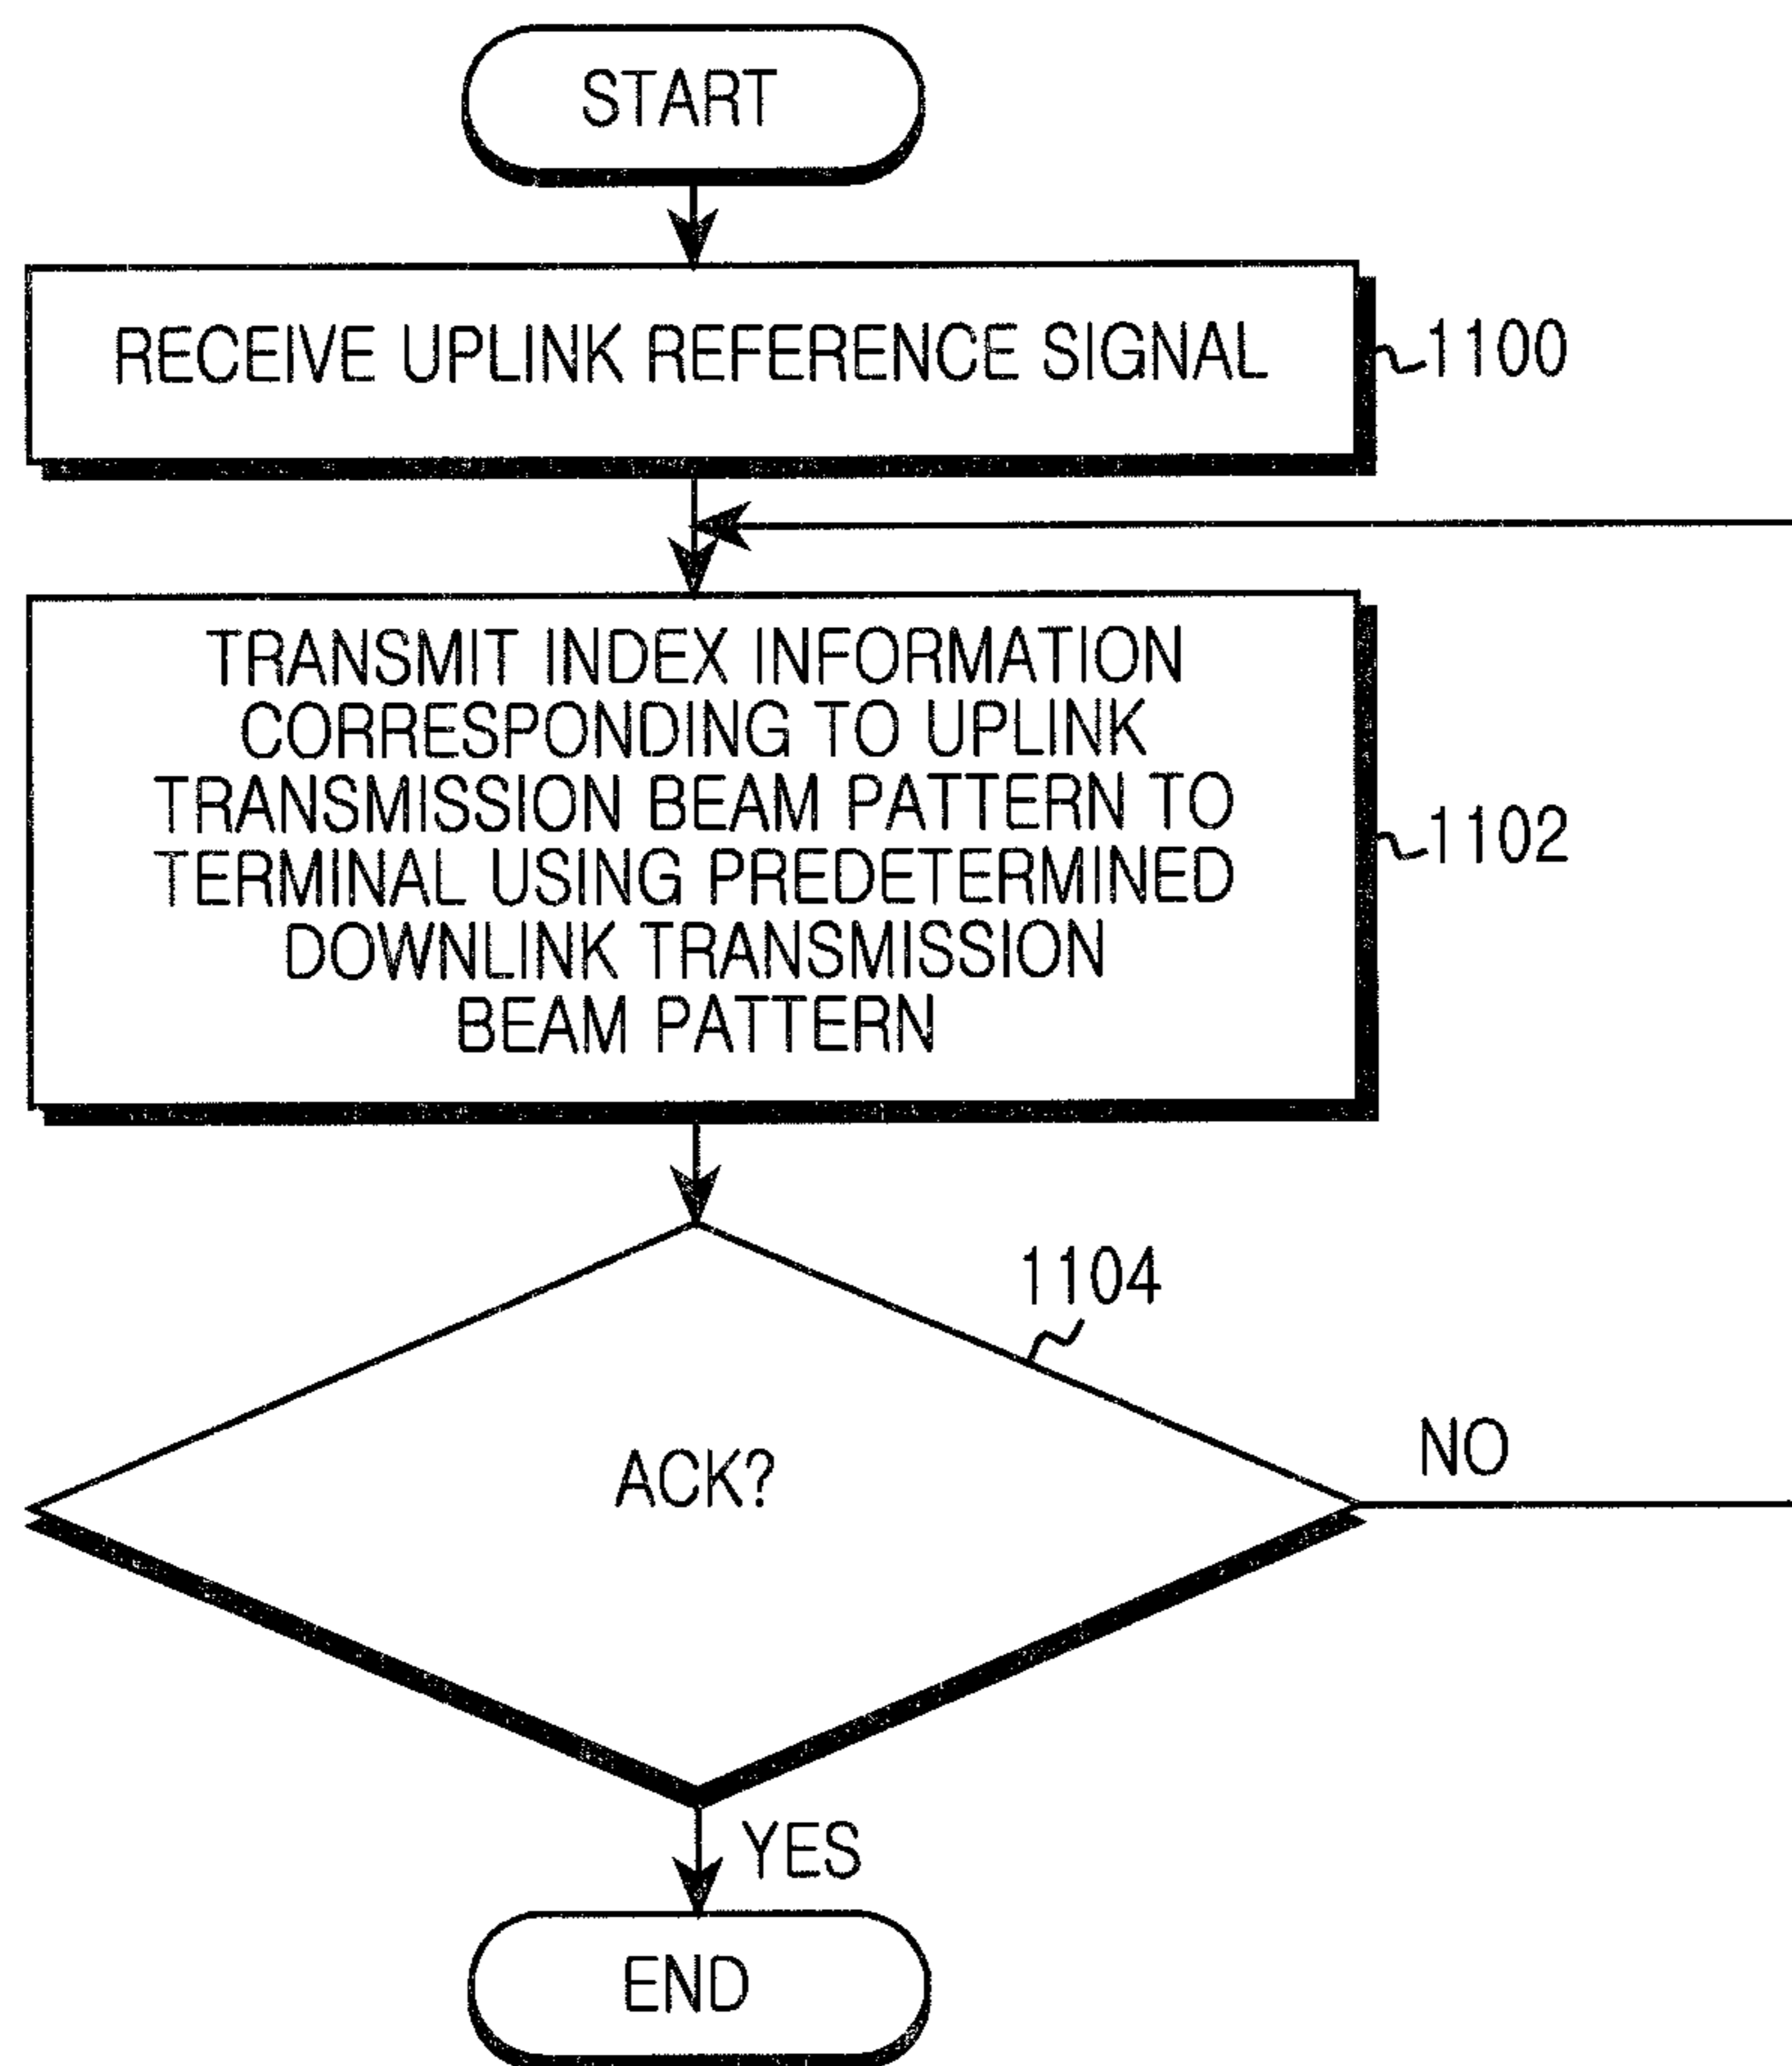 START
RECEIVE UPLINK REFERENCE SIGNAL
1100
TRANSMIT INDEX INFORMATION
CORRESPONDING TO UPLINK
TRANSMISSION BEAM PATTERN TO
TERMINAL USING PREDETERMINED
DOWNLINK TRANSMISSION
BEAM PATTERN
1102
1104
ACK?
NO
YES
END